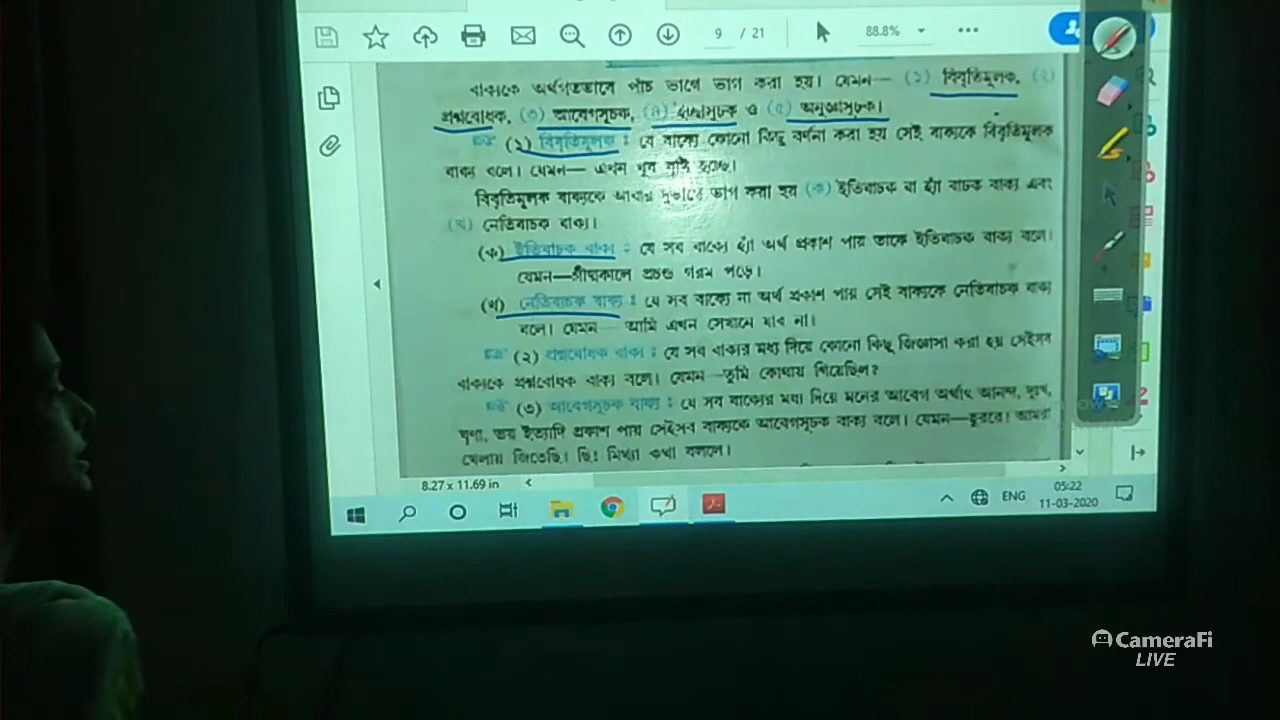 9 / 21
88.8%
বাক্যকে অর্থগতভাবে পাঁচ ভাগে ভাগ করা হয়। যেমন— (১) বিবৃতিমূলক, (২)
প্রশ্নবোধক, (৩) আবেগসূচক, (৪) ইচ্ছাসূচক ও (৫) অনুজ্ঞাসূচক।
(১) বিবৃতিমূলক : যে বাক্যে কোনো কিছু বর্ণনা করা হয় সেই বাক্যকে বিবৃতিমূলক
বাক্য বলে। যেমন— এখন খুব বৃষ্টি হচ্ছে।
বিবৃতিমূলক বাক্যকে আবার দুভাগে ভাগ করা হয় (ক) ইতিবাচক বা হ্যাঁ বাচক বাক্য এবং
(খ) নেতিবাচক বাক্য।
(ক) ইতিবাচক বাক্য : যে সব বাক্যে হ্যাঁ অর্থ প্রকাশ পায় তাকে ইতিবাচক বাক্য বলে।
যেমন—গ্রীষ্মকালে প্রচণ্ড গরম পড়ে।
(খ) নেতিবাচক বাক্য : যে সব বাক্যে না অর্থ প্রকাশ পায় সেই বাক্যকে নেতিবাচক বাক্য
বলে। যেমন— আমি এখন সেখানে যাব না।
(২) প্রশ্নবোধক বাক্য : যে সব বাক্যর মধ্য দিয়ে কোনো কিছু জিজ্ঞাসা করা হয় সেইসব
বাক্যকে প্রশ্নবোধক বাক্য বলে। যেমন—তুমি কোথায় গিয়েছিল?
(৩) আবেগসূচক বাক্য : যে সব বাক্যের মধ্য দিয়ে মনের আবেগ অর্থাৎ আনন্দ, দুঃখ,
ঘৃণা, ভয় ইত্যাদি প্রকাশ পায় সেইসব বাক্যকে আবেগসূচক বাক্য বলে। যেমন—হুররে! আমরা
খেলায় জিতেছি। ছিঃ মিথ্যা কথা বললে।
8.27 x 11.69 in
ENG
05:22
11-03-2020
CameraFi
LIVE